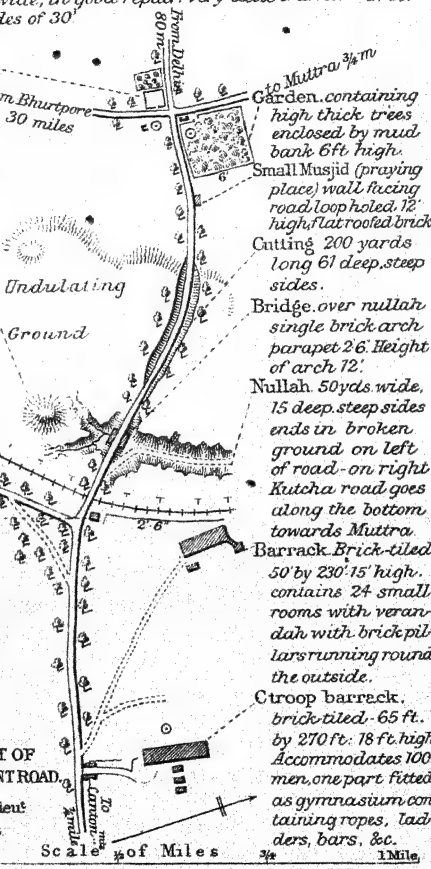 des of 30'
From Delhi
80 m
to Muttra ¾ m
m Bhurtpore
30 miles
Garden. containing
high thick trees
enclosed by mud
bank 6ft high.
6
Small Musjid (praying
place) wall facing
road loop holed, 12'
high, flat roofed brick
Cutting 200 yards
long 61 deep, steep
sides.
Undulating
Ground
Bridge. over nullah
single brick arch
parapet 2'6" Height
of arch 12'.
Nullah. 50yds. wide,
15 deep. steep sides
ends in broken
ground on left
of road - on right
Kutcha road goes
along the bottom
towards Muttra
2'·6"
Barrack. Brick-tiled
50' by 230' 15' high.
contains 24 small
rooms with veran-
dah with brick pil-
lars running round
the outside.
C troop barrack.
brick-tiled - 65 ft.
by 270 ft: 18 ft. high
Accommodates 100
men, one part fitted
as gymnasium con
taining ropes, lad-
ders, bars, &c.
T OF
NT ROAD.
ieut
To
Canton. mts
¾ mile
Scale ½ of Miles ¾ 1 Mile